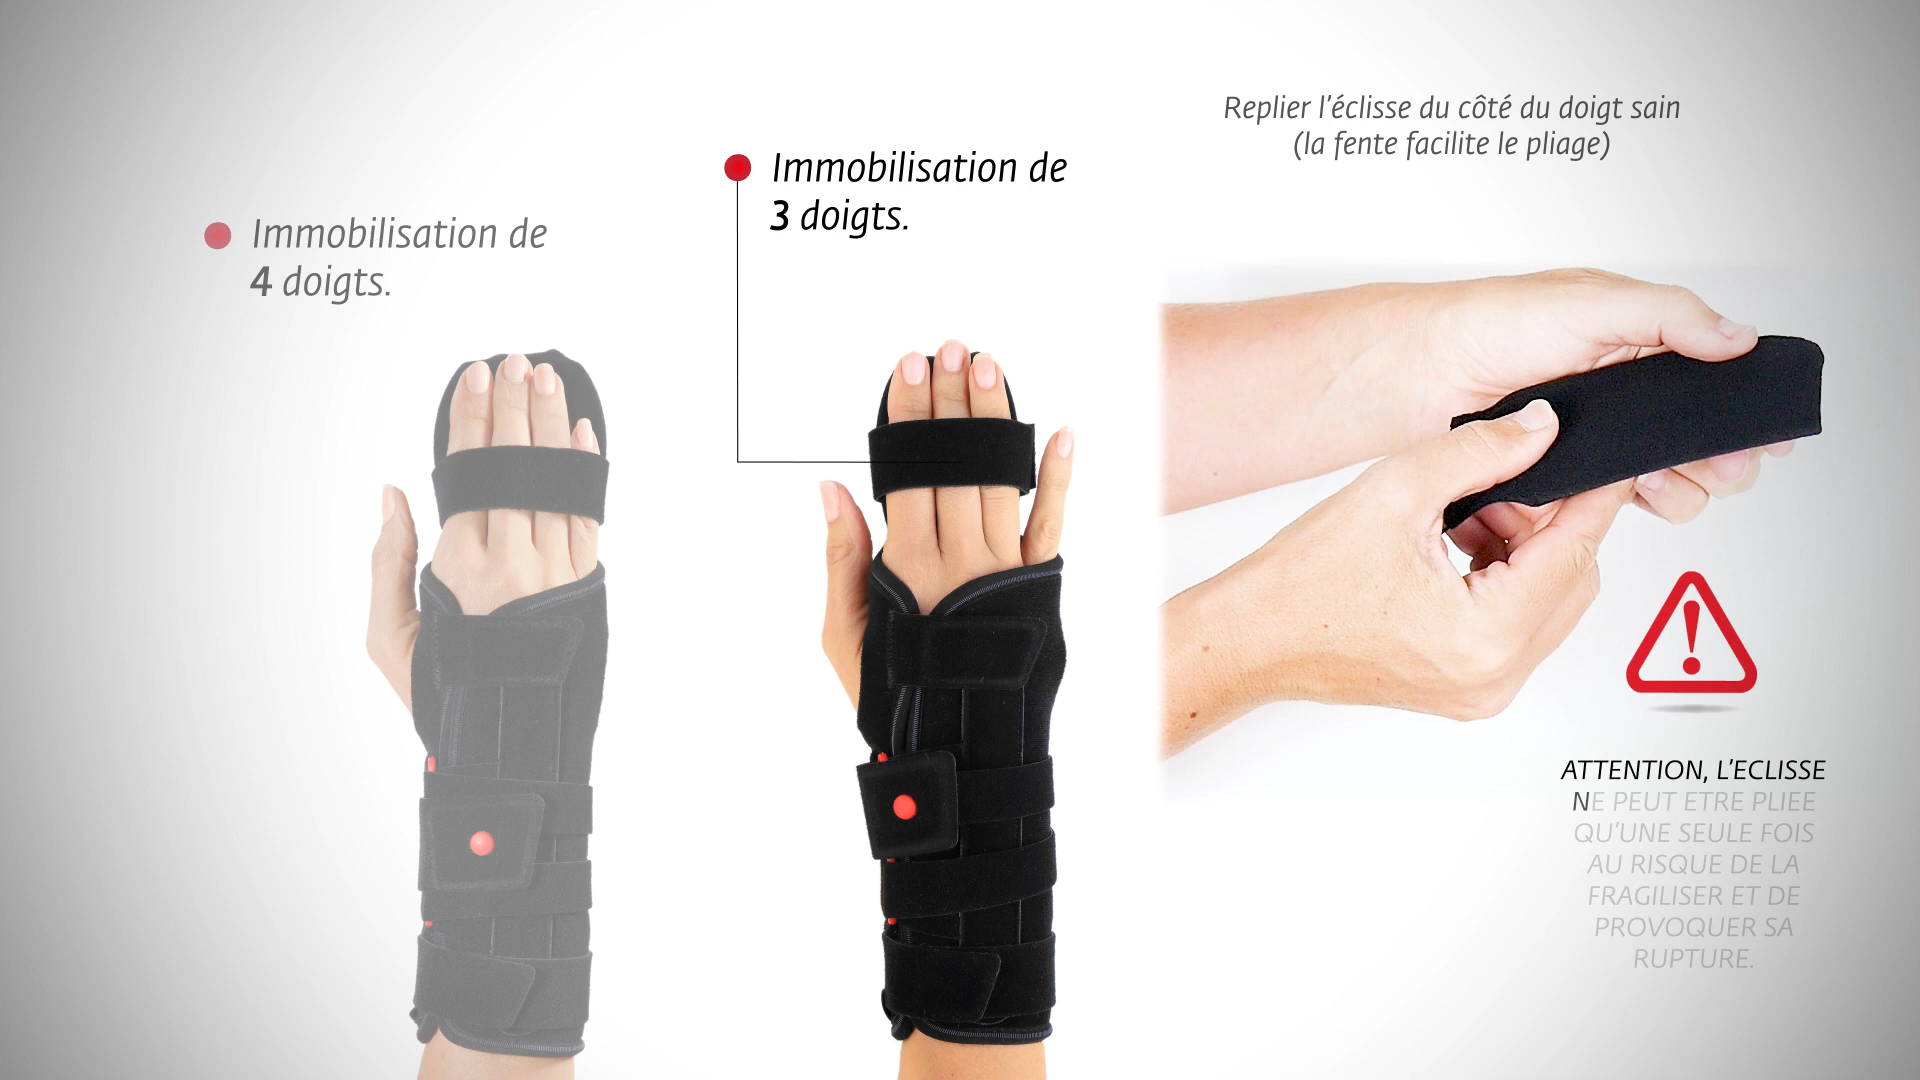 Immobilisation de
4 doigts.
Immobilisation de
3 doigts.
Replier l'éclisse du côté du doigt sain
(la fente facilite le pliage)
ATTENTION, L'ECLISSE
NE PEUT ETRE PLIEE
QU'UNE SEULE FOIS
AU RISQUE DE LA
FRAGILISER ET DE
PROVOQUER SA
RUPTURE.